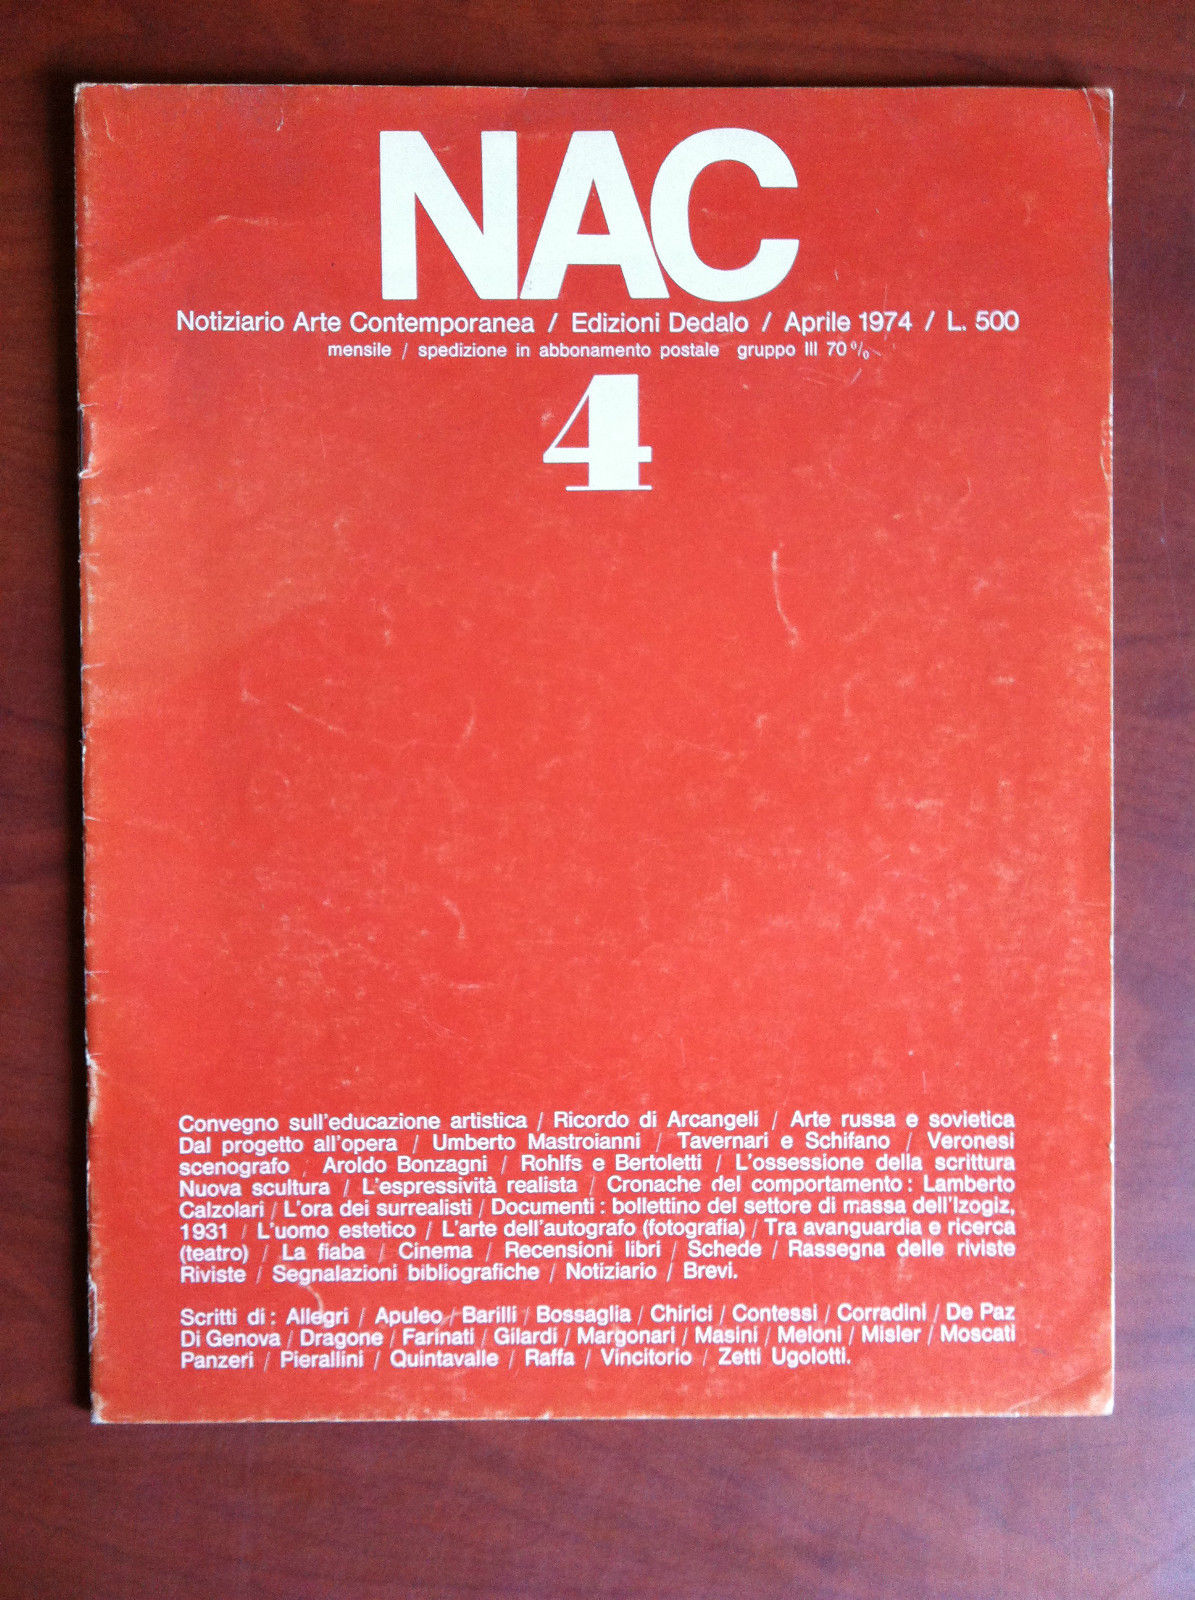 NAC
Notiziario Arte Contemporanea / Edizioni Dedalo / Aprile 1974 / L. 500
mensile / spedizione in abbonamento postale gruppo III 70%
4
Convegno sull'educazione artistica / Ricordo di Arcangeli / Arte russa e sovietica
Dal progetto all'opera / Umberto Mastroianni / Tavernari e Schifano / Veronesi
scenografo / Aroldo Bonzagni / Rohlfs e Bertoletti / L'ossessione della scrittura
Nuova scultura / L'espressività realista / Cronache del comportamento: Lamberto
Calzolari / L'ora dei surrealisti / Documenti: bollettino del settore di massa dell'Izogiz,
1931 / L'uomo estetico / L'arte dell'autografo (fotografia) / Tra avanguardia e ricerca
(teatro) / La fiaba / Cinema / Recensioni libri / Schede / Rassegna delle riviste
Riviste / Segnalazioni bibliografiche / Notiziario / Brevi.
Scritti di: Allegri / Apuleo / Barilli / Bossaglia / Chirici / Contessi / Corradini / De Paz
Di Genova / Dragone / Farinati / Gilardi / Margonari / Masini / Meloni / Misler / Moscati
Panzeri / Pierallini / Quintavalle / Raffa / Vincitorio / Zetti Ugolotti.